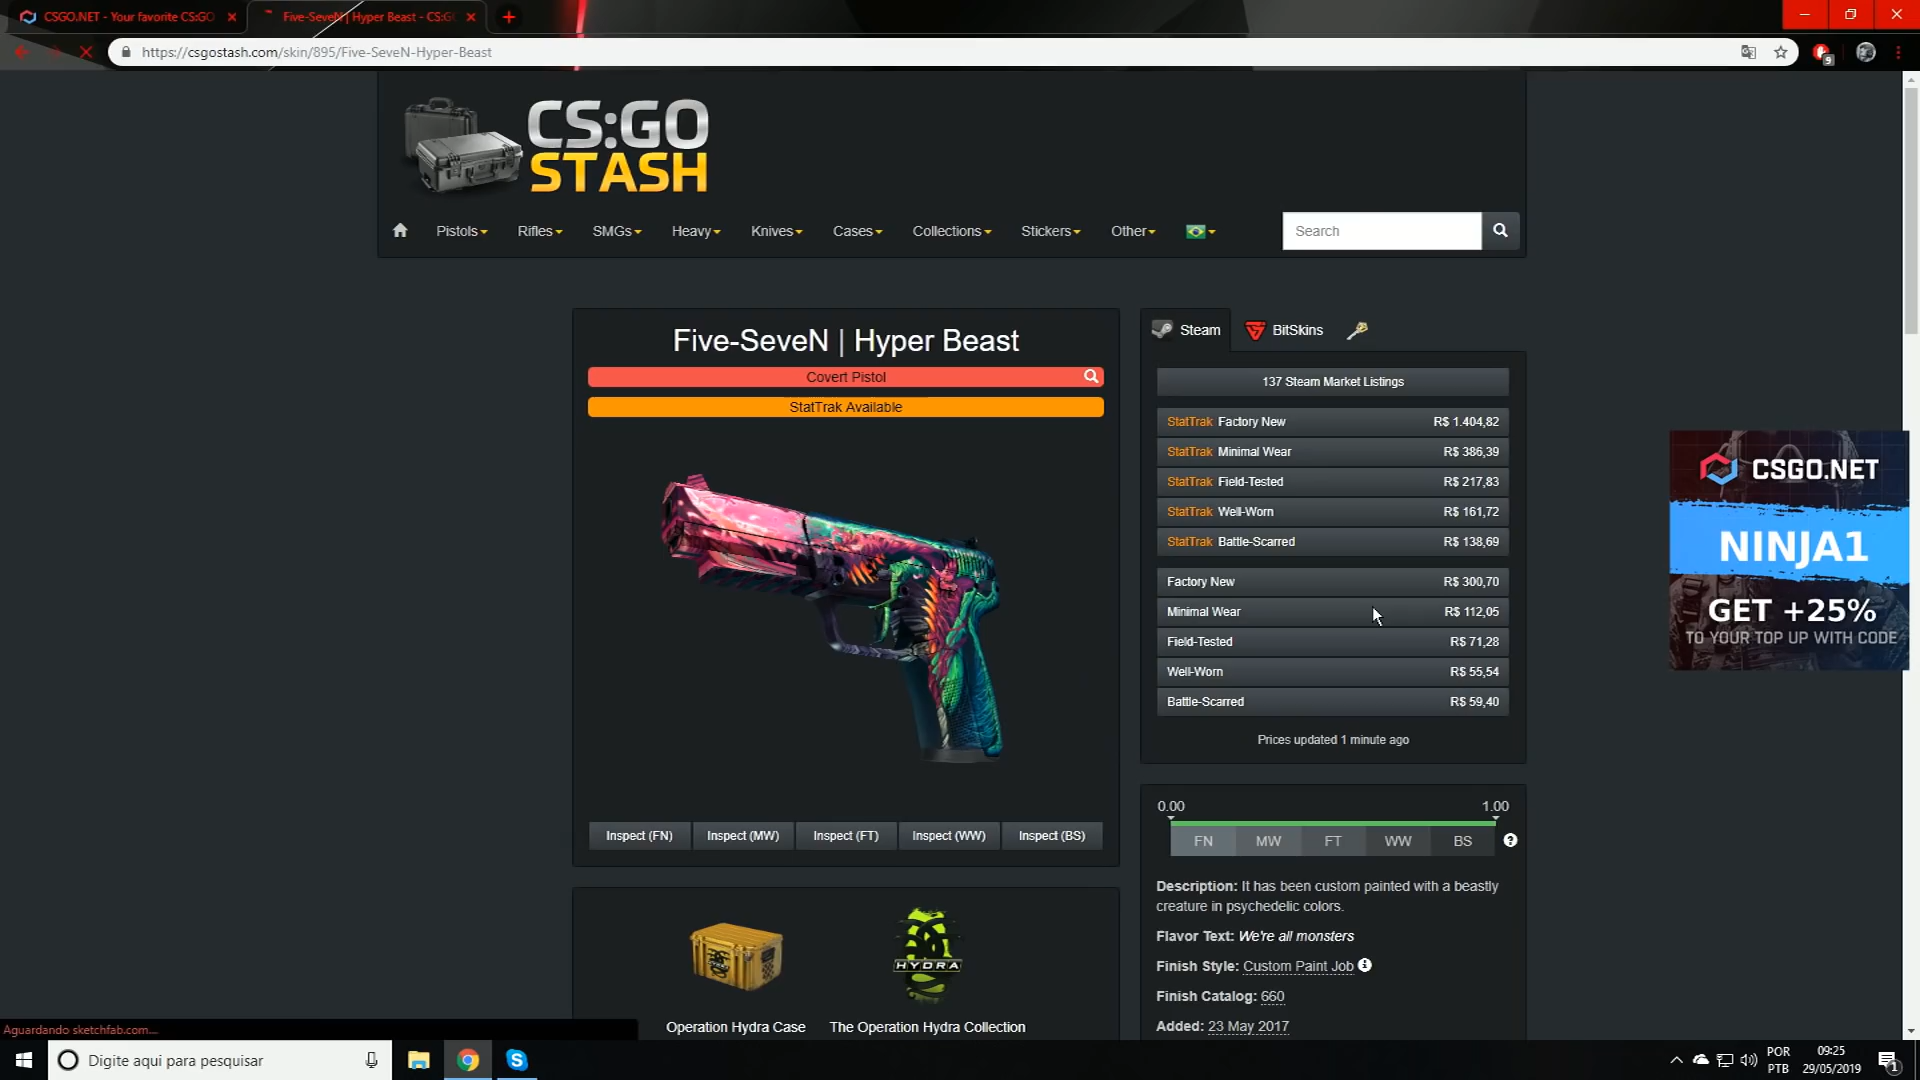 CSGO.NET - Your favorite CS:GO
Five-SeveN | Hyper Beast - CS:G
https://csgostash.com/skin/895/Five-SeveN-Hyper-Beast
9
CS:GO
STASH
Pistols
Rifles
SMGs
Heavy
Knives
Cases
Collections
Stickers
Other
Search
Five-SeveN | Hyper Beast
Covert Pistol
StatTrak Available
Inspect (FN)
Inspect (MW)
Inspect (FT)
Inspect (WW)
Inspect (BS)
HYDRA
Operation Hydra Case
The Operation Hydra Collection
Steam
BitSkins
137 Steam Market Listings
StatTrak Factory New R$ 1.404,82
StatTrak Minimal Wear R$ 386,39
StatTrak Field-Tested R$ 217,83
StatTrak Well-Worn R$ 161,72
StatTrak Battle-Scarred R$ 138,69
Factory New R$ 300,70
Minimal Wear R$ 112,05
Field-Tested R$ 71,28
Well-Worn R$ 55,54
Battle-Scarred R$ 59,40
Prices updated 1 minute ago
0.00 1.00
FN MW FT WW BS
Description: It has been custom painted with a beastly
creature in psychedelic colors.
Flavor Text: We're all monsters
Finish Style: Custom Paint Job
Finish Catalog: 660
Added: 23 May 2017
CSGO.NET
NINJA1
GET +25%
TO YOUR TOP UP WITH CODE
Aguardando sketchfab.com...
Digite aqui para pesquisar
POR
PTB
09:25
29/05/2019
1